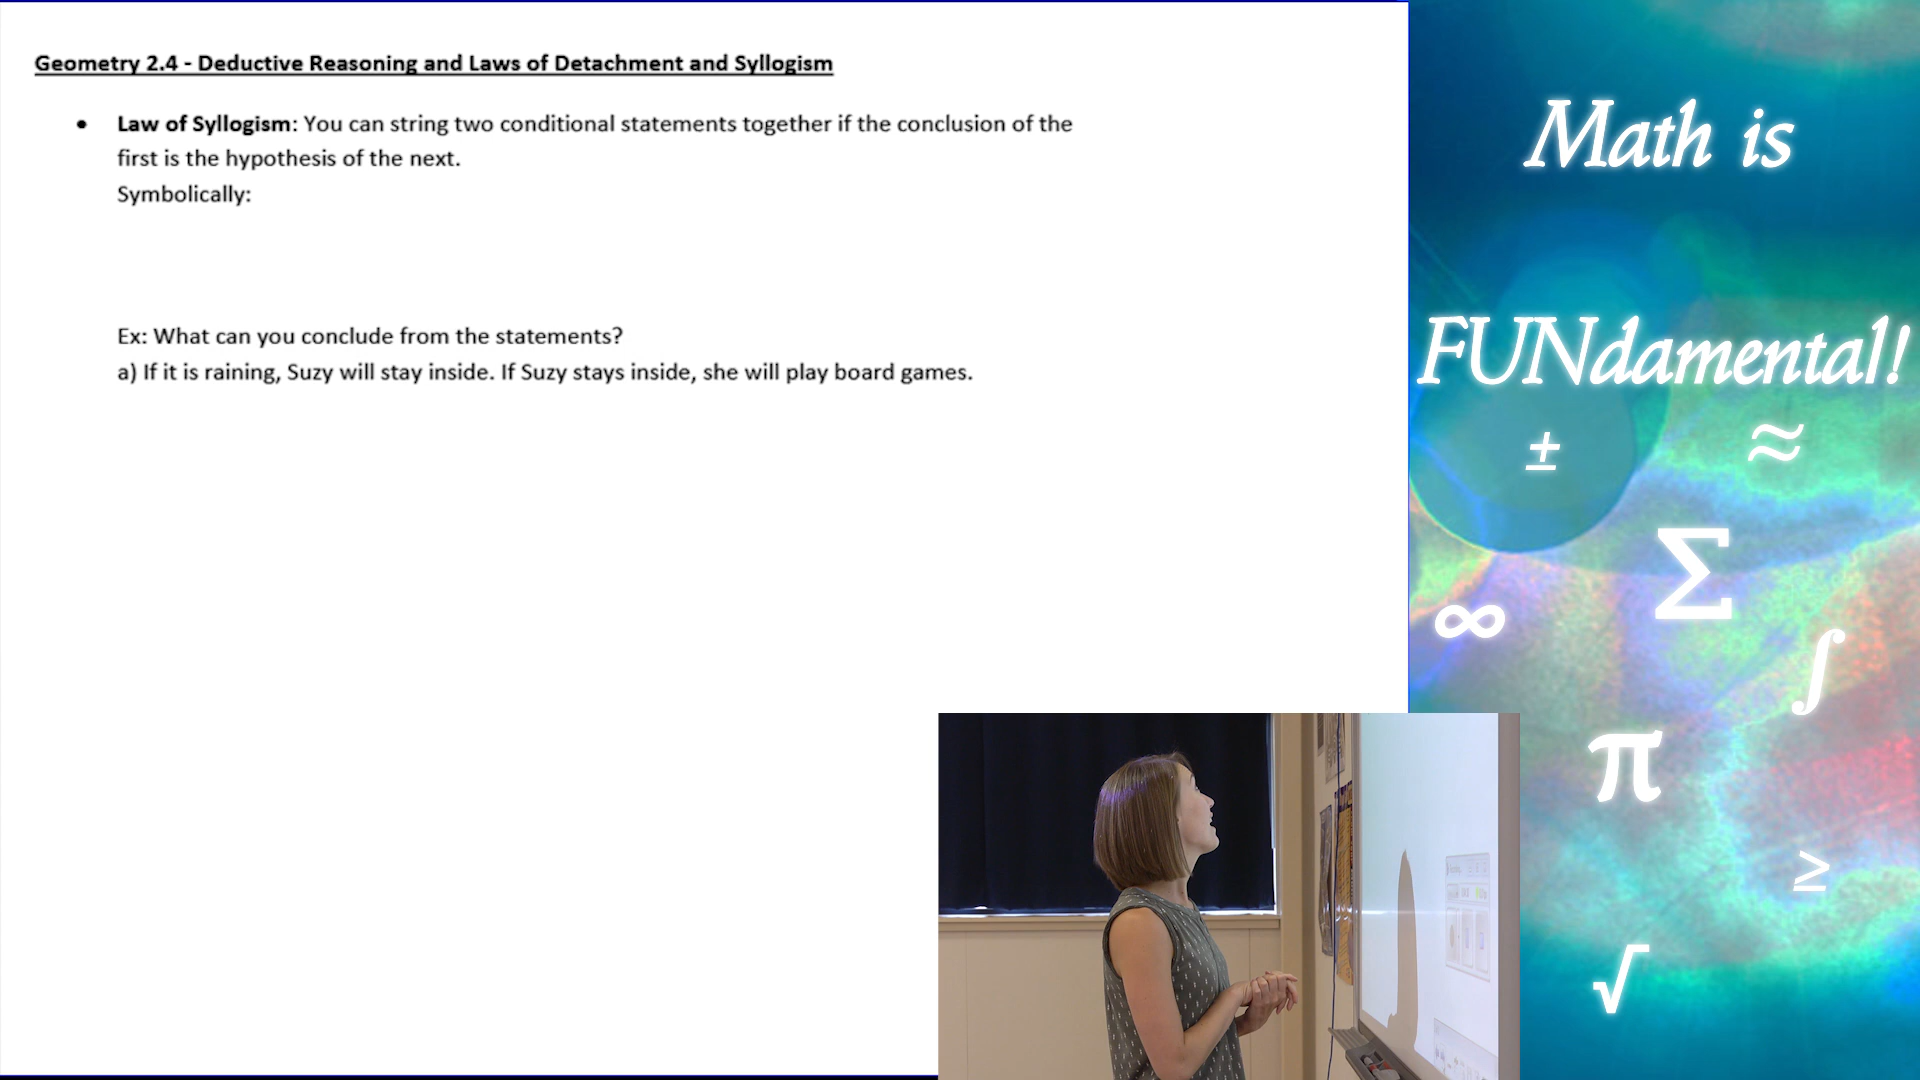 Geometry 2.4 - Deductive Reasoning and Laws of Detachment and Syllogism
• Law of Syllogism: You can string two conditional statements together if the conclusion of the
first is the hypothesis of the next.
Symbolically:
Ex: What can you conclude from the statements?
a) If it is raining, Suzy will stay inside. If Suzy stays inside, she will play board games.
Math is
FUNdamental!
± ≈
Σ
∞
∫
π
≥
√